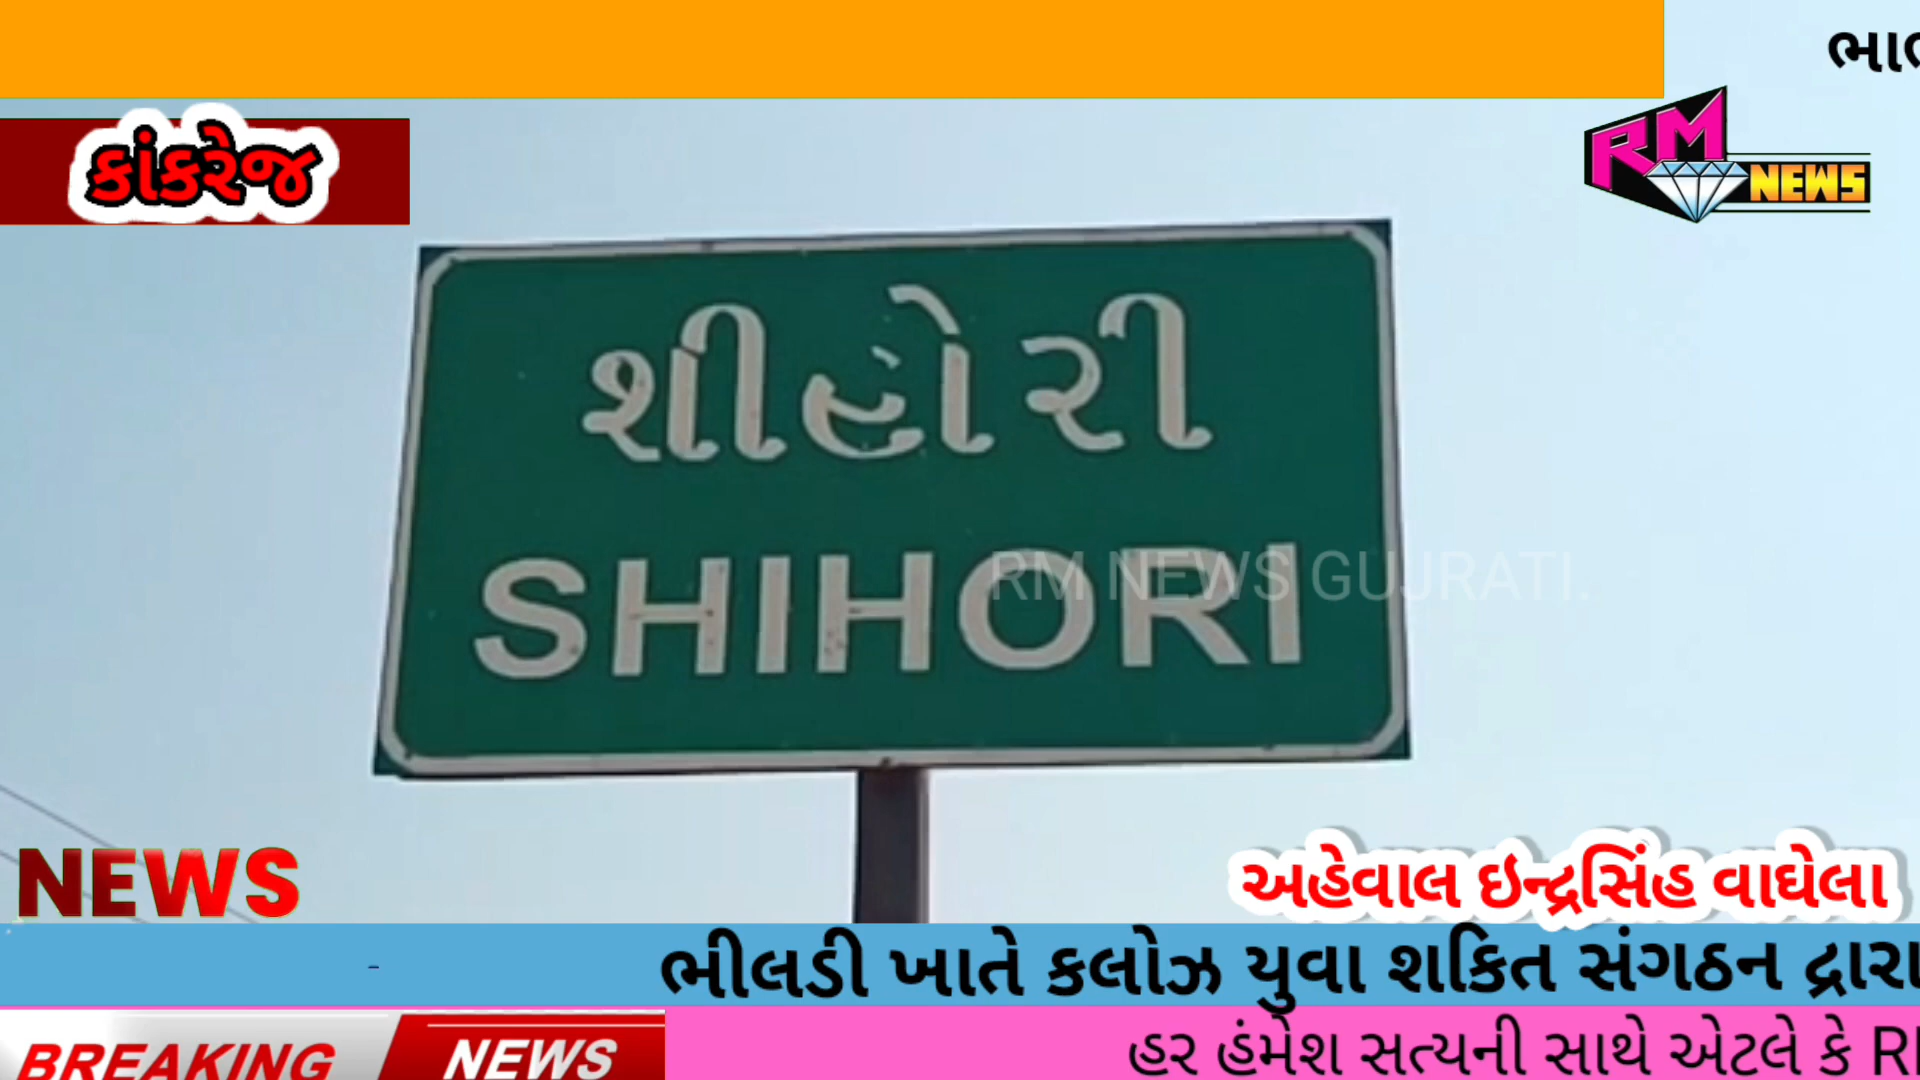 કાંકરેજ
RM NEWS
શીહોરી
SHIHORI
RM NEWS GUJRATI.
NEWS
અહેવાલ ઇન્દ્રસિંહ વાઘેલા
ભીલડી ખાતે કલોઝ યુવા શકિત સંગઠન દ્રારા
BREAKING NEWS
હર હંમેશ સત્યની સાથે એટલે કે